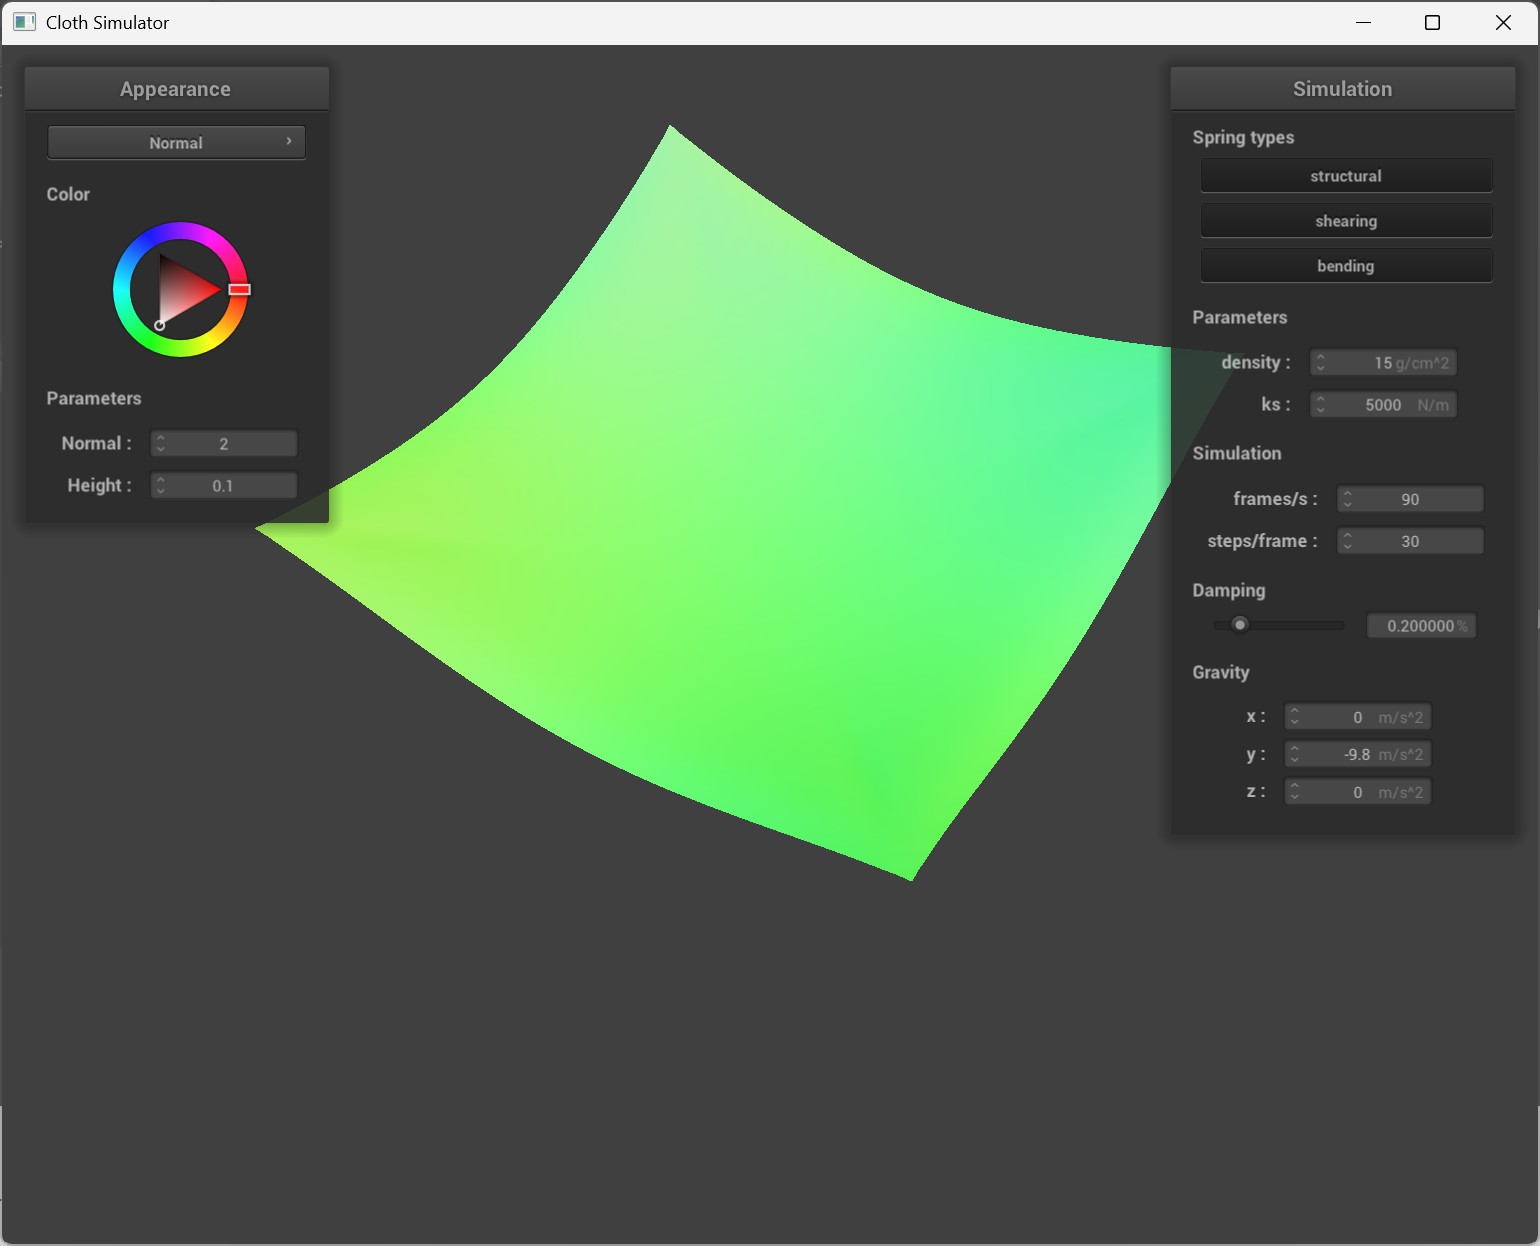 Cloth Simulator
Appearance
Normal
Color
Parameters
Normal : 2
Height : 0.1
Simulation
Spring types
structural
shearing
bending
Parameters
density : 15 g/cm^2
ks : 5000 N/m
Simulation
frames/s : 90
steps/frame : 30
Damping
0.200000 %
Gravity
x : 0 m/s^2
y : -9.8 m/s^2
z : 0 m/s^2